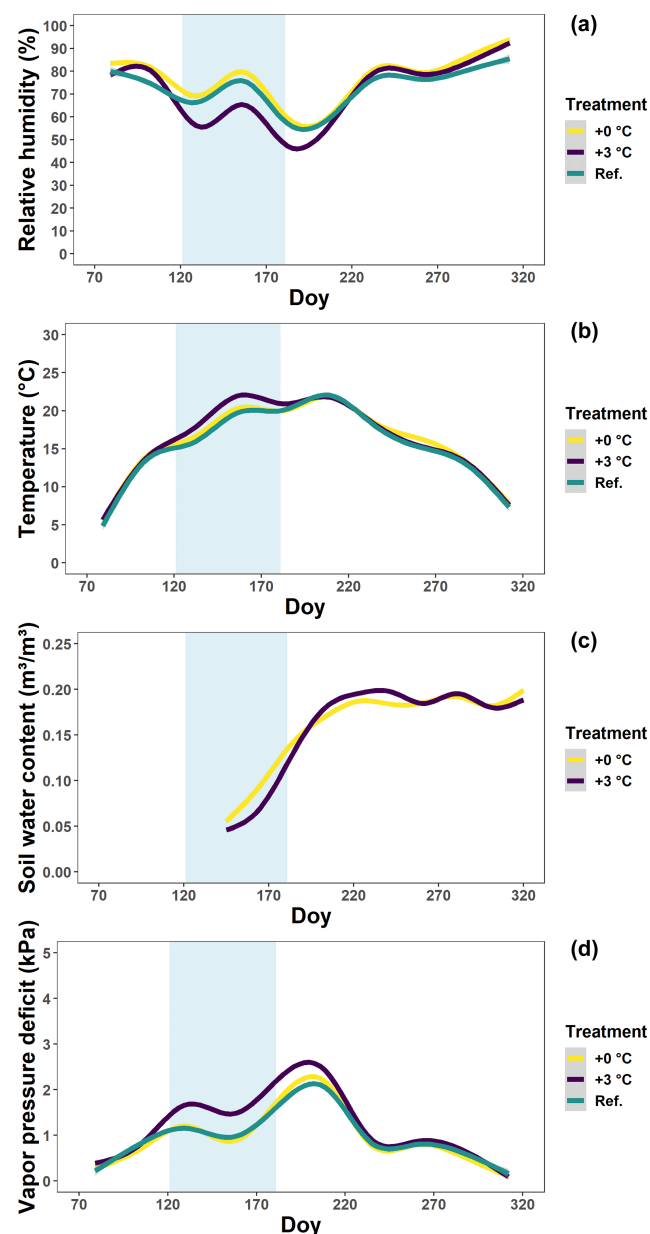 (a)
Relative humidity (%)
100
90
80
70
60
50
40
30
20
10
0
70
120
170
220
270
320
Doy
Treatment
+0 °C
+3 °C
Ref.
(b)
Temperature (°C)
30
25
20
15
10
5
0
70
120
170
220
270
320
Doy
Treatment
+0 °C
+3 °C
Ref.
(c)
Soil water content (m³/m³)
0.25
0.20
0.15
0.10
0.05
0.00
70
120
170
220
270
320
Doy
Treatment
+0 °C
+3 °C
(d)
Vapor pressure deficit (kPa)
5
4
3
2
1
0
70
120
170
220
270
320
Doy
Treatment
+0 °C
+3 °C
Ref.